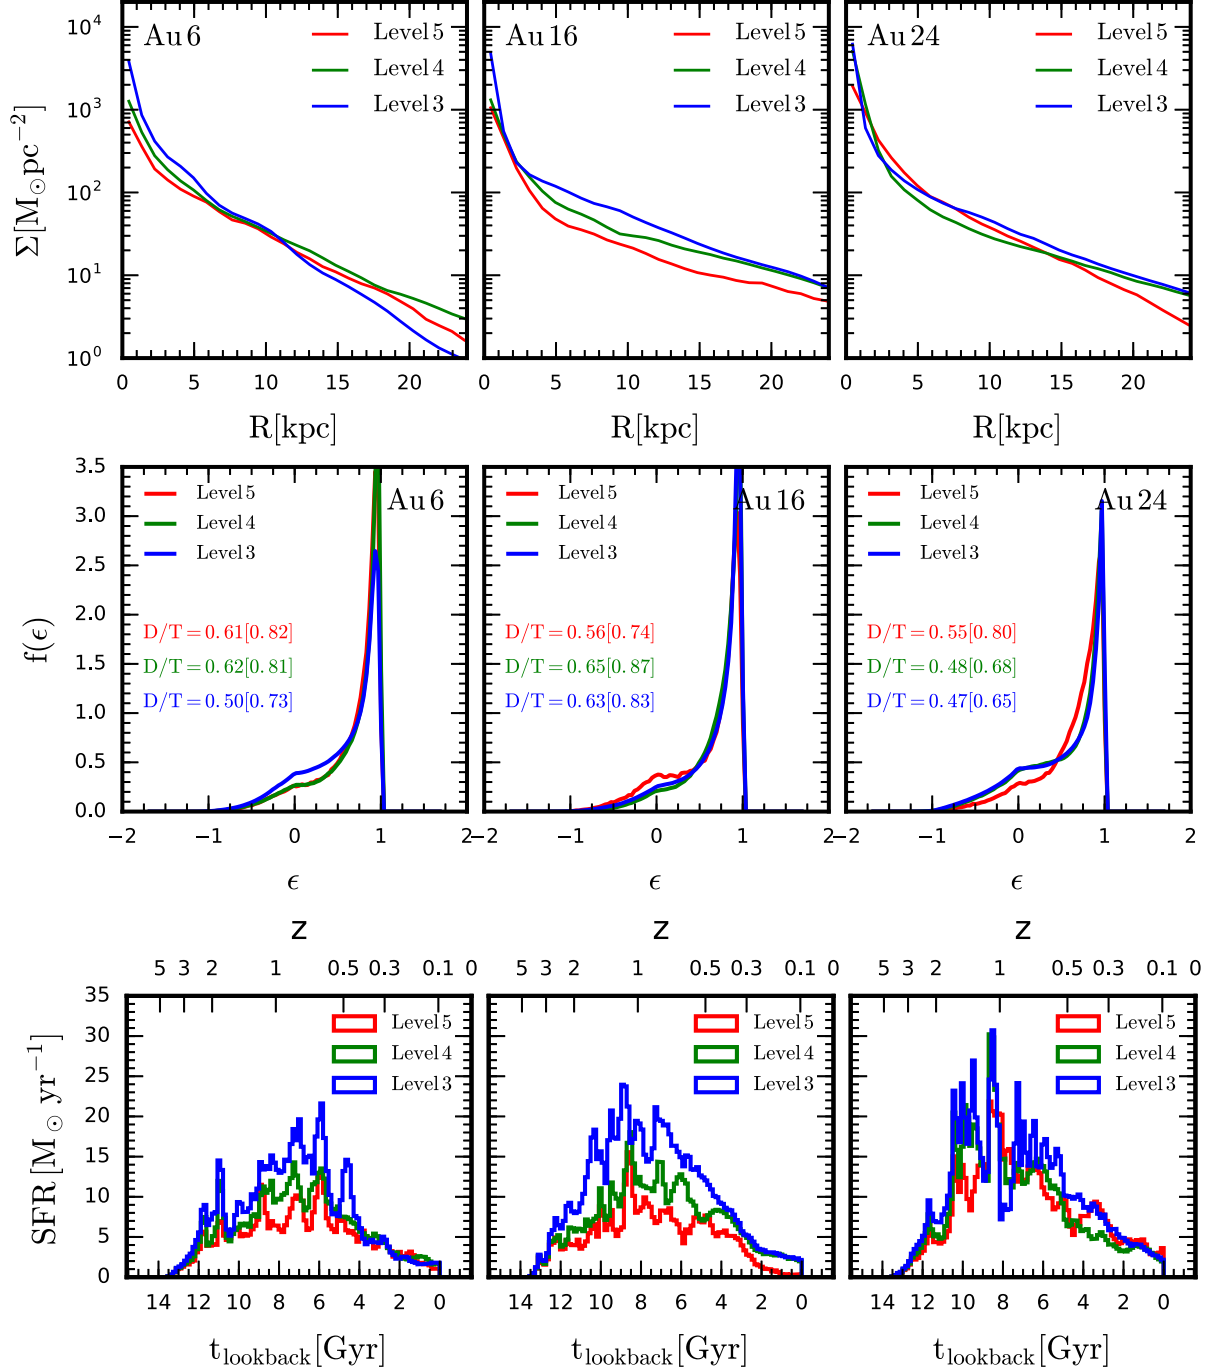 Au 6
Level 5
Level 4
Level 3
Au 16
Level 5
Level 4
Level 3
Au 24
Level 5
Level 4
Level 3
10⁴
10³
10²
10¹
10⁰
Σ[M⊙pc⁻²]
0 5 10 15 20
0 5 10 15 20
0 5 10 15 20
R[kpc]
R[kpc]
R[kpc]
3.5
3.0
2.5
2.0
1.5
1.0
0.5
0.0
f(ϵ)
Level 5
Level 4
Level 3
Au 6
D/T = 0.61[0.82]
D/T = 0.62[0.81]
D/T = 0.50[0.73]
Level 5
Level 4
Level 3
Au 16
D/T = 0.56[0.74]
D/T = 0.65[0.87]
D/T = 0.63[0.83]
Level 5
Level 4
Level 3
Au 24
D/T = 0.55[0.80]
D/T = 0.48[0.68]
D/T = 0.47[0.65]
−2 −1 0 1 2
−2 −1 0 1 2
−2 −1 0 1 2
ϵ
ϵ
ϵ
z
z
z
5 3 2 1 0.5 0.3 0.1 0
5 3 2 1 0.5 0.3 0.1 0
5 3 2 1 0.5 0.3 0.1 0
35
30
25
20
15
10
5
0
SFR[M⊙ yr⁻¹]
Level 5
Level 4
Level 3
Level 5
Level 4
Level 3
Level 5
Level 4
Level 3
14 12 10 8 6 4 2 0
14 12 10 8 6 4 2 0
14 12 10 8 6 4 2 0
t_lookback[Gyr]
t_lookback[Gyr]
t_lookback[Gyr]